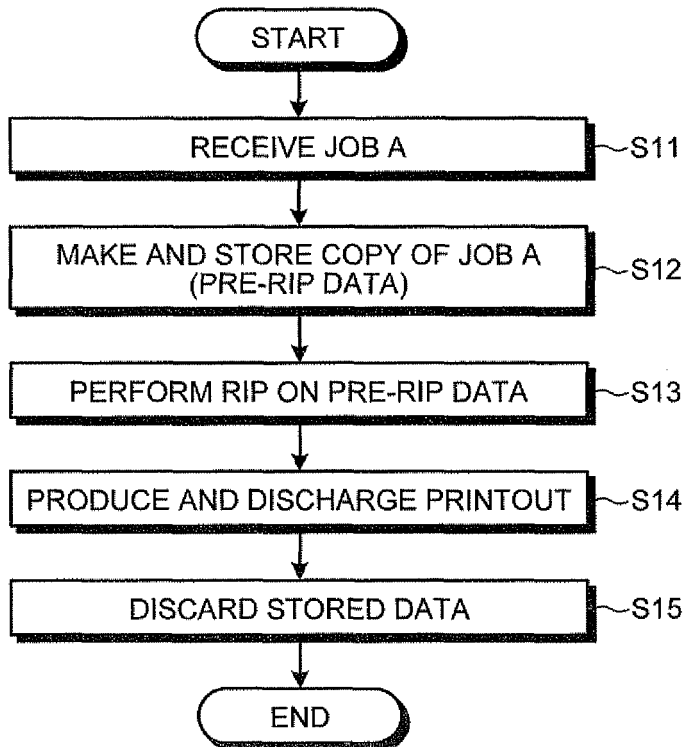 START
RECEIVE JOB A
S11
MAKE AND STORE COPY OF JOB A
(PRE-RIP DATA)
S12
PERFORM RIP ON PRE-RIP DATA
S13
PRODUCE AND DISCHARGE PRINTOUT
S14
DISCARD STORED DATA
S15
END